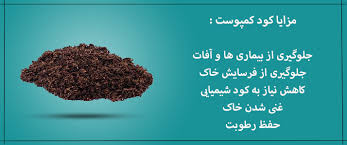 مزایا کود کمپوست :
جلوگیری از بیماری ها و آفات
جلوگیری از فرسایش خاک
کاهش نیاز به کود شیمیایی
غنی شدن خاک
حفظ رطوبت